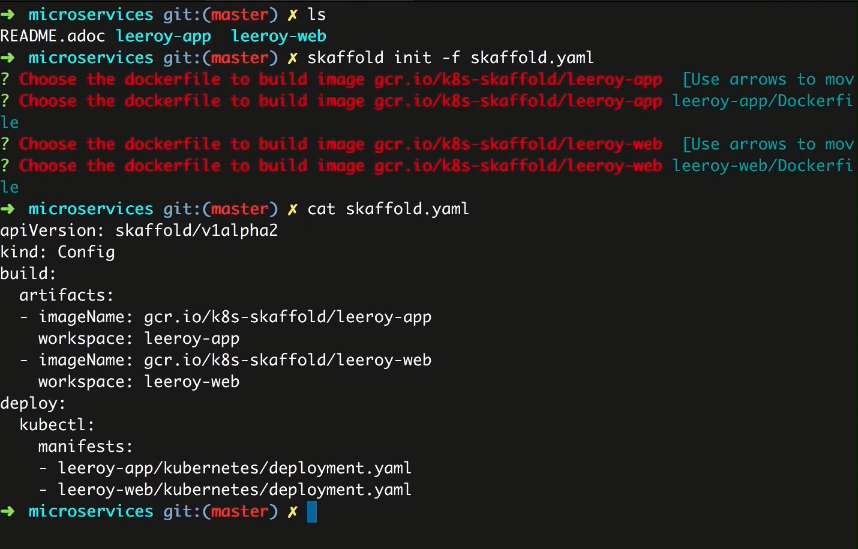 ➜ microservices git:(master) ✗ ls
README.adoc leeroy-app leeroy-web
➜ microservices git:(master) ✗ skaffold init -f skaffold.yaml
? Choose the dockerfile to build image gcr.io/k8s-skaffold/leeroy-app [Use arrows to mov
? Choose the dockerfile to build image gcr.io/k8s-skaffold/leeroy-app leeroy-app/Dockerfi
le
? Choose the dockerfile to build image gcr.io/k8s-skaffold/leeroy-web [Use arrows to mov
? Choose the dockerfile to build image gcr.io/k8s-skaffold/leeroy-web leeroy-web/Dockerfi
le
➜ microservices git:(master) ✗ cat skaffold.yaml
apiVersion: skaffold/v1alpha2
kind: Config
build:
  artifacts:
  - imageName: gcr.io/k8s-skaffold/leeroy-app
    workspace: leeroy-app
  - imageName: gcr.io/k8s-skaffold/leeroy-web
    workspace: leeroy-web
deploy:
  kubectl:
    manifests:
    - leeroy-app/kubernetes/deployment.yaml
    - leeroy-web/kubernetes/deployment.yaml
➜ microservices git:(master) ✗